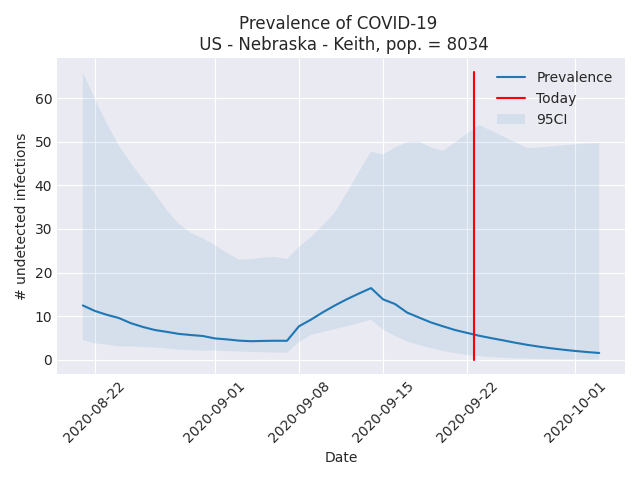 Prevalence of COVID-19
US - Nebraska - Keith, pop. = 8034
Prevalence
Today
95CI
# undetected infections
60
50
40
30
20
10
0
2020-08-22
2020-09-01
2020-09-08
2020-09-15
2020-09-22
2020-10-01
Date